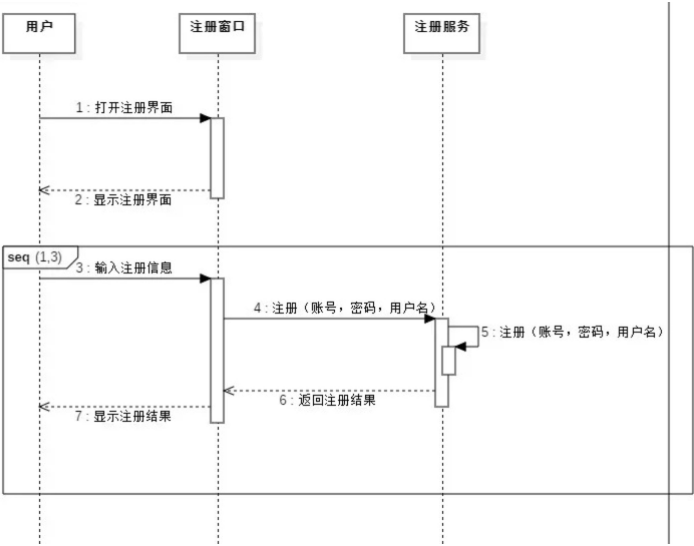 用户
注册窗口
注册服务
1 : 打开注册界面
2 : 显示注册界面
seq (1,3)
3 : 输入注册信息
4 : 注册（账号，密码，用户名）
5 : 注册（账号，密码，用户名）
6 : 返回注册结果
7 : 显示注册结果